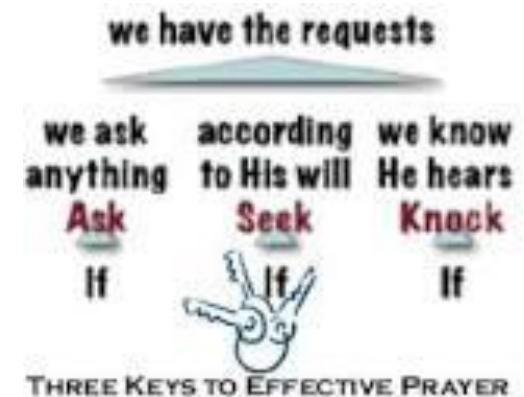 we have the requests
we ask according we know
anything to His will He hears
Ask Seek Knock
If If If
THREE KEYS TO EFFECTIVE PRAYER